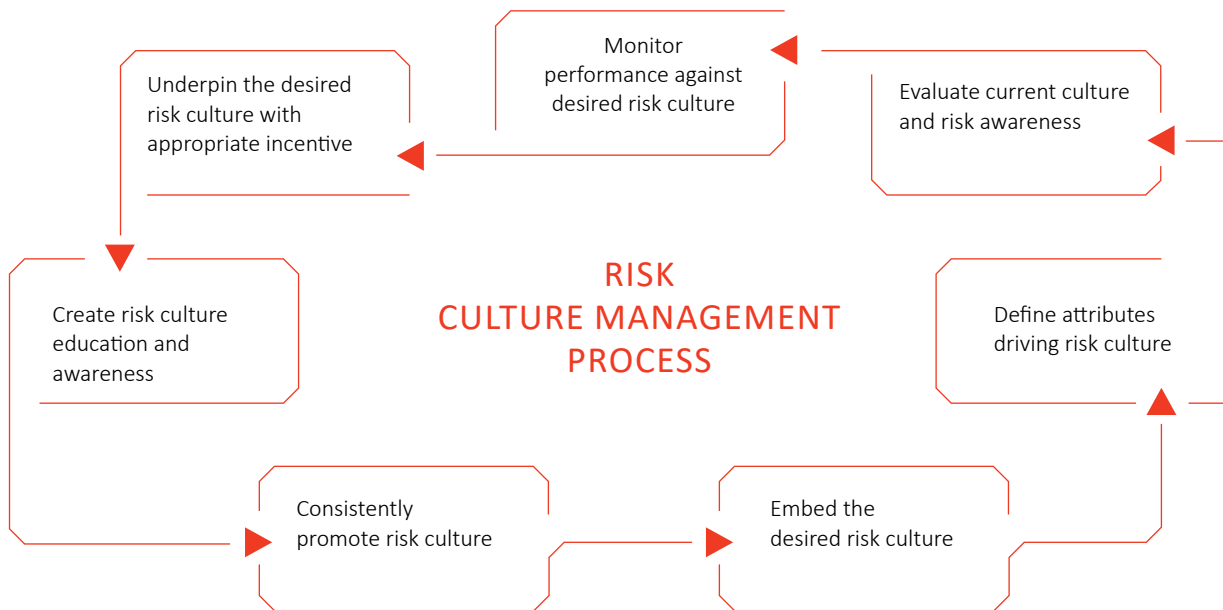 Monitor
performance against
desired risk culture
Underpin the desired
risk culture with
appropriate incentive
Evaluate current culture
and risk awareness
RISK
CULTURE MANAGEMENT
PROCESS
Create risk culture
education and
awareness
Define attributes
driving risk culture
Consistently
promote risk culture
Embed the
desired risk culture